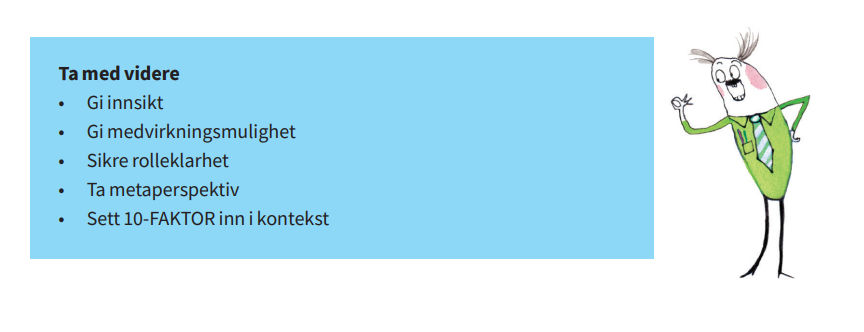 Ta med videre
• Gi innsikt
• Gi medvirkningsmulighet
• Sikre rolleklarhet
• Ta metaperspektiv
• Sett 10-FAKTOR inn i kontekst